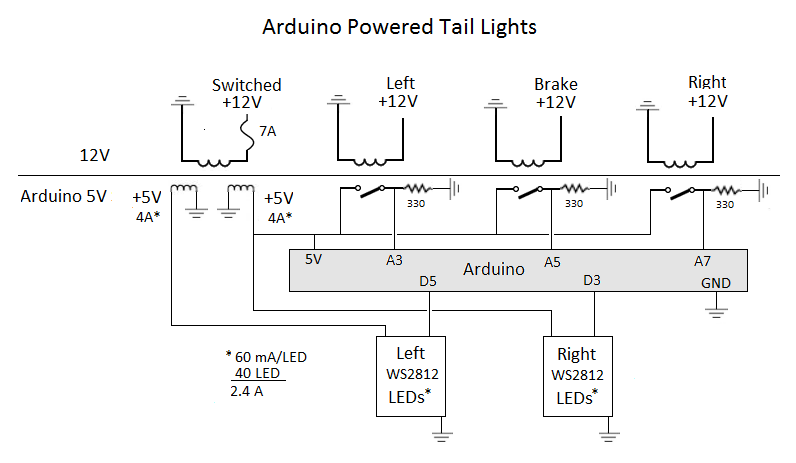 Arduino Powered Tail Lights
Switched
+12V
7A
Left
+12V
Brake
+12V
Right
+12V
12V
Arduino 5V
+5V
4A*
+5V
4A*
330
330
330
5V
A3
Arduino
A5
A7
D5
D3
GND
* 60 mA/LED
40 LED
2.4 A
Left
WS2812
LEDs*
Right
WS2812
LEDs*